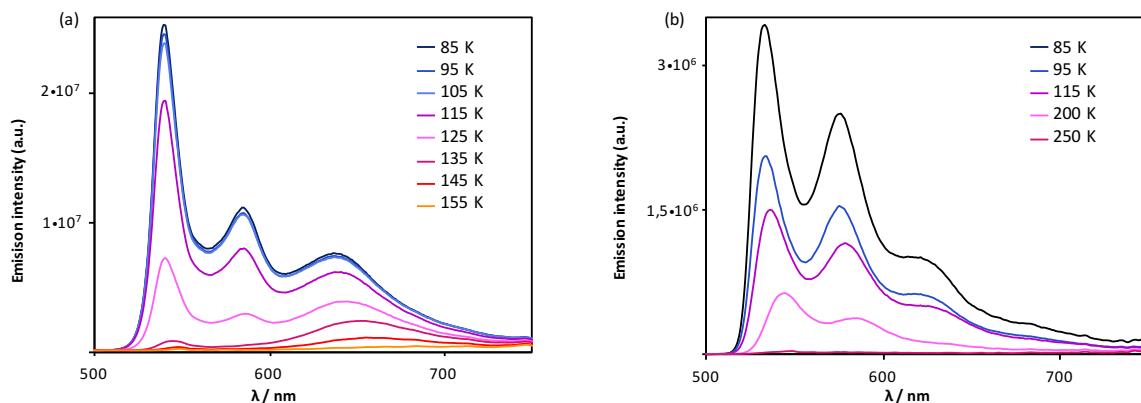 (a)
Emisison intensity (a.u.)
2•10⁷
1•10⁷
85 K
95 K
105 K
115 K
125 K
135 K
145 K
155 K
500
600
700
λ / nm
(b)
Emission intensity (a.u.)
3•10⁶
1,5•10⁶
85 K
95 K
115 K
200 K
250 K
500
600
700
λ / nm